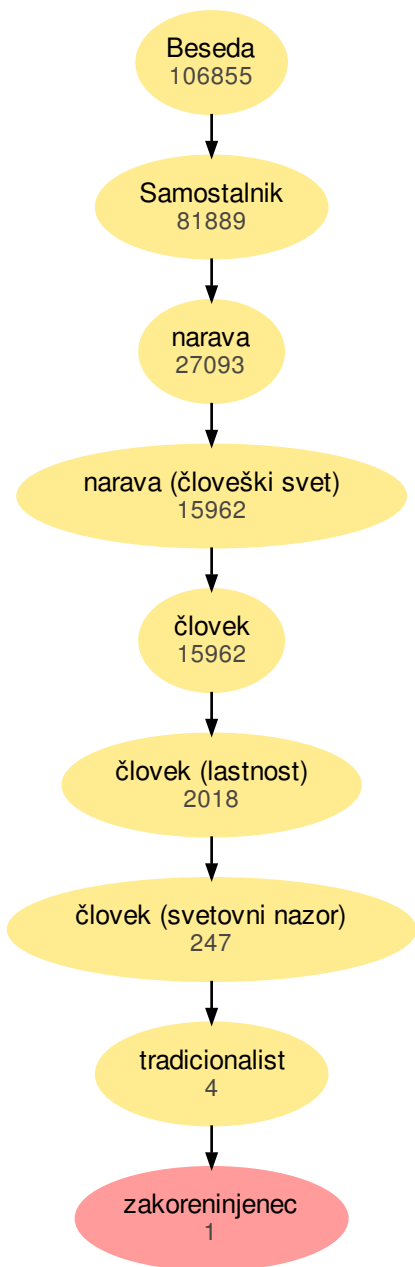 Beseda
106855
Samostalnik
81889
narava
27093
narava (človeški svet)
15962
človek
15962
človek (lastnost)
2018
človek (svetovni nazor)
247
tradicionalist
4
zakoreninjenec
1